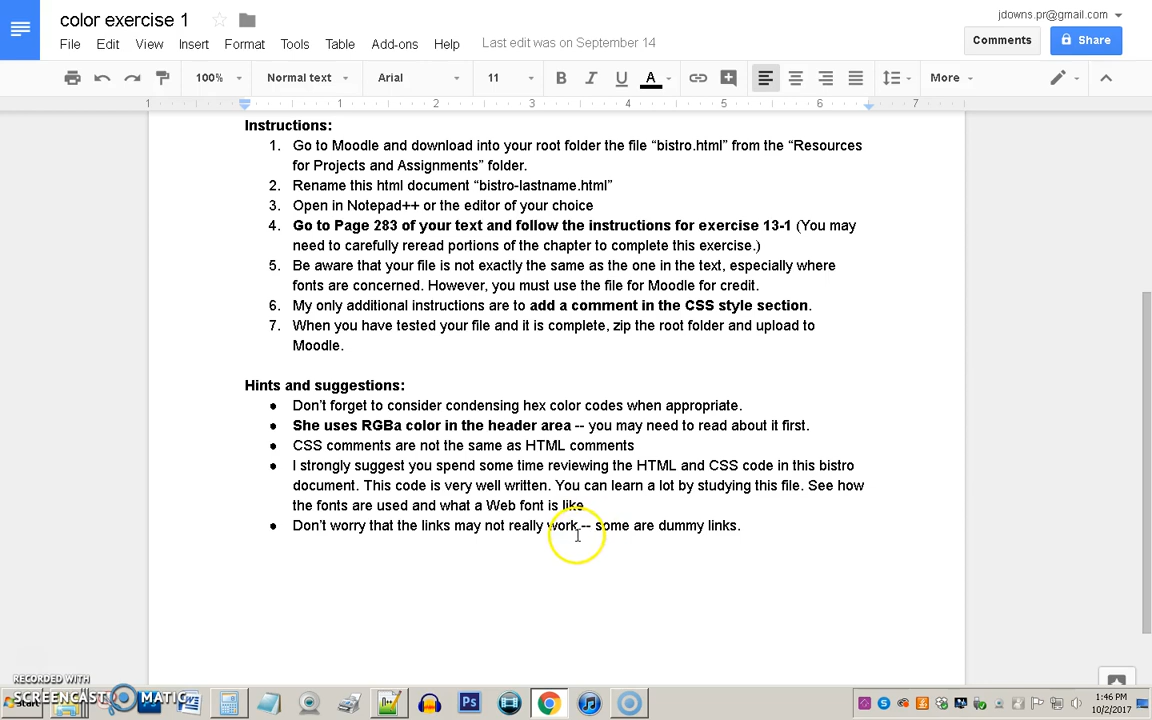 color exercise 1
jdowns.pr@gmail.com
File Edit View Insert Format Tools Table Add-ons Help Last edit was on September 14
Comments
Share
100% Normal text Arial 11 B I U A More
1 1 2 3 4 5 6 7
Instructions:
1. Go to Moodle and download into your root folder the file “bistro.html” from the “Resources
for Projects and Assignments” folder.
2. Rename this html document “bistro-lastname.html”
3. Open in Notepad++ or the editor of your choice
4. Go to Page 283 of your text and follow the instructions for exercise 13-1 (You may
need to carefully reread portions of the chapter to complete this exercise.)
5. Be aware that your file is not exactly the same as the one in the text, especially where
fonts are concerned. However, you must use the file for Moodle for credit.
6. My only additional instructions are to add a comment in the CSS style section.
7. When you have tested your file and it is complete, zip the root folder and upload to
Moodle.
Hints and suggestions:
● Don’t forget to consider condensing hex color codes when appropriate.
● She uses RGBa color in the header area -- you may need to read about it first.
● CSS comments are not the same as HTML comments
● I strongly suggest you spend some time reviewing the HTML and CSS code in this bistro
document. This code is very well written. You can learn a lot by studying this file. See how
the fonts are used and what a Web font is like
● Don’t worry that the links may not really work -- some are dummy links.
RECORDED WITH
SCREENCAST MATIC
Start
Ps
1:46 PM
10/2/2017